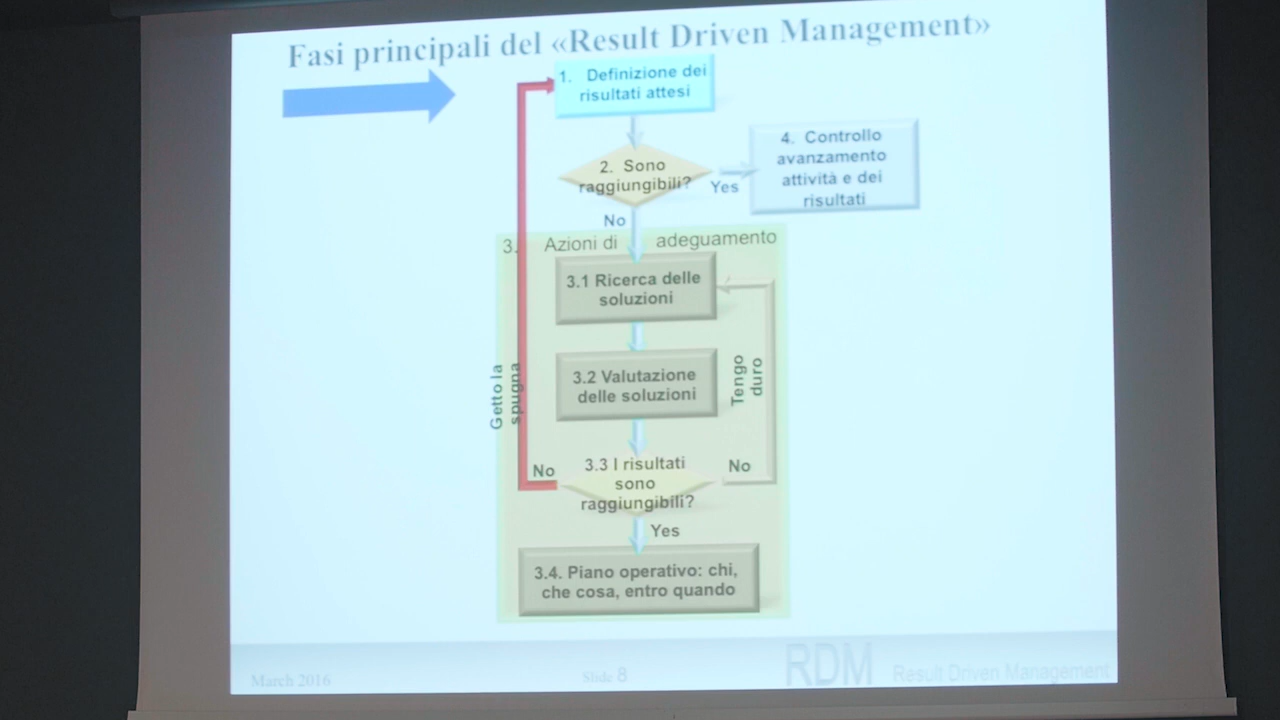 Fasi principali del «Result Driven Management»
1. Definizione dei
risultati attesi
2. Sono
raggiungibili?
Yes
4. Controllo
avanzamento
attività e dei
risultati
No
3. Azioni di adeguamento
3.1 Ricerca delle
soluzioni
3.2 Valutazione
delle soluzioni
Getto la
spugna
Tengo
duro
No
3.3 I risultati
sono
raggiungibili?
No
Yes
3.4. Piano operativo: chi,
che cosa, entro quando
March 2016
Slide 8
RDM Result Driven Management